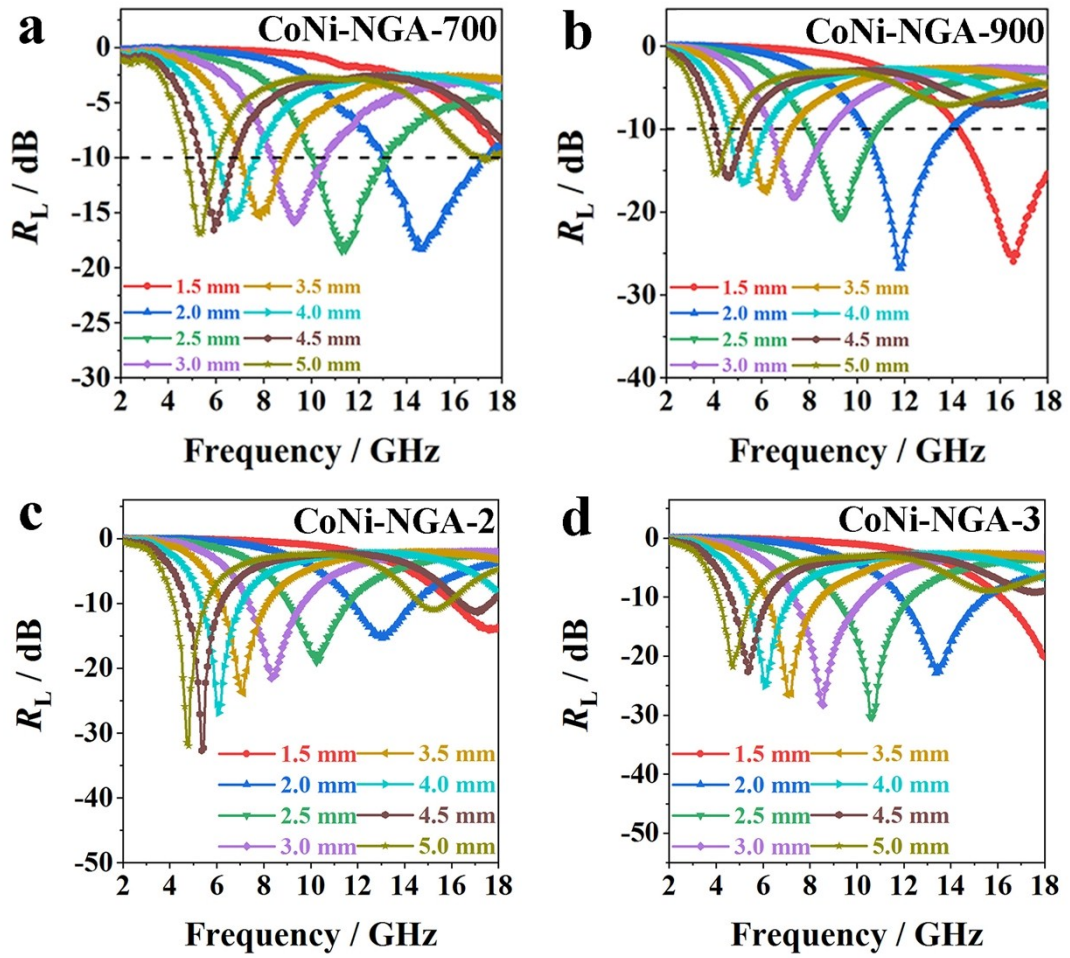 a
CoNi-NGA-700
0
-5
-10
-15
-20
-25
-30
R_L / dB
1.5 mm 3.5 mm
2.0 mm 4.0 mm
2.5 mm 4.5 mm
3.0 mm 5.0 mm
2 4 6 8 10 12 14 16 18
Frequency / GHz
b
CoNi-NGA-900
0
-10
-20
-30
-40
R_L / dB
1.5 mm 3.5 mm
2.0 mm 4.0 mm
2.5 mm 4.5 mm
3.0 mm 5.0 mm
2 4 6 8 10 12 14 16 18
Frequency / GHz
c
CoNi-NGA-2
0
-10
-20
-30
-40
-50
R_L / dB
1.5 mm 3.5 mm
2.0 mm 4.0 mm
2.5 mm 4.5 mm
3.0 mm 5.0 mm
2 4 6 8 10 12 14 16 18
Frequency / GHz
d
CoNi-NGA-3
0
-10
-20
-30
-40
-50
R_L / dB
1.5 mm 3.5 mm
2.0 mm 4.0 mm
2.5 mm 4.5 mm
3.0 mm 5.0 mm
2 4 6 8 10 12 14 16 18
Frequency / GHz